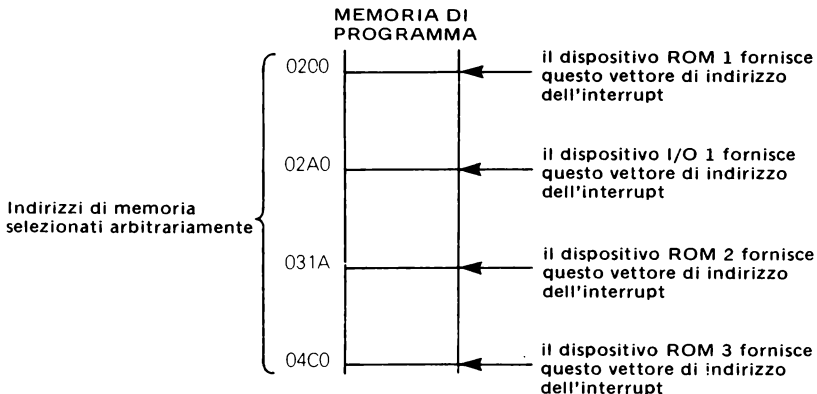 MEMORIA DI
PROGRAMMA
0200
il dispositivo ROM 1 fornisce
questo vettore di indirizzo
dell'interrupt
02A0
il dispositivo I/O 1 fornisce
questo vettore di indirizzo
dell'interrupt
Indirizzi di memoria
selezionati arbitrariamente
031A
il dispositivo ROM 2 fornisce
questo vettore di indirizzo
dell'interrupt
04C0
il dispositivo ROM 3 fornisce
questo vettore di indirizzo
dell'interrupt